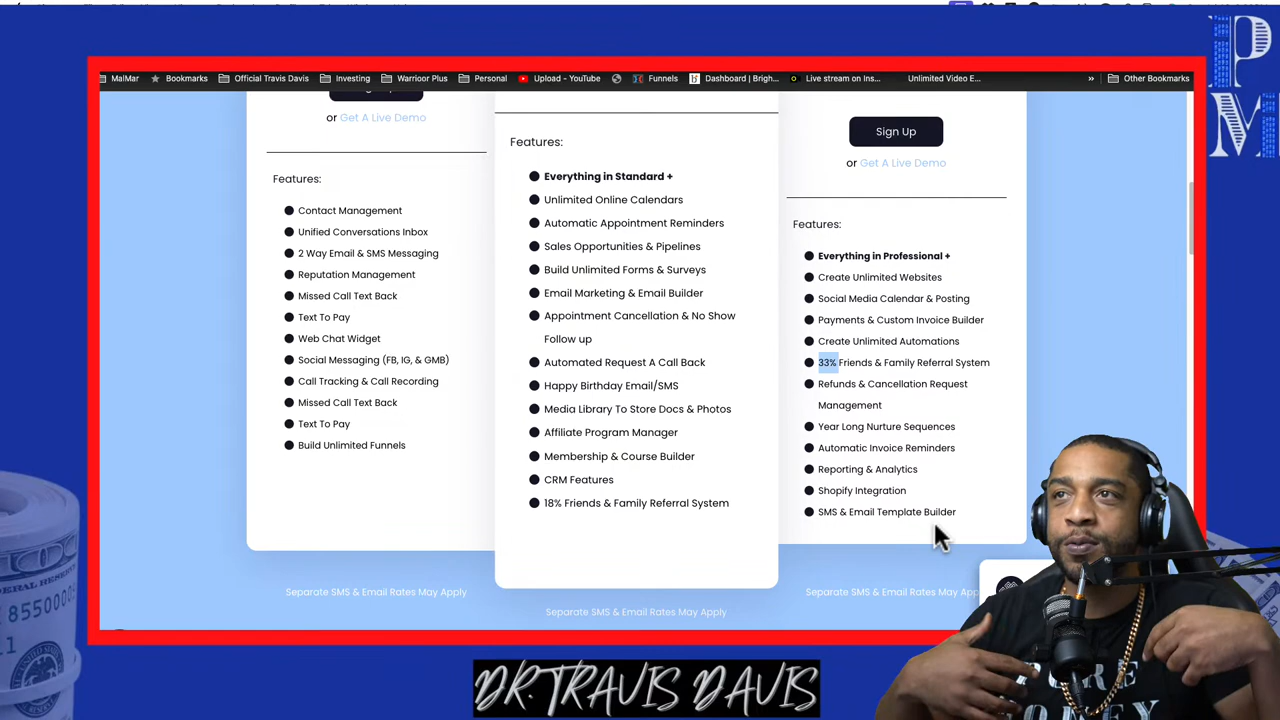 MalMar
Bookmarks
Official Travis Davis
Investing
Warrioor Plus
Personal
Upload - YouTube
Funnels
Dashboard | Brigh...
Live stream on Ins...
Unlimited Video E...
»
Other Bookmarks
or Get A Live Demo
Features:
Contact Management
Unified Conversations Inbox
2 Way Email & SMS Messaging
Reputation Management
Missed Call Text Back
Text To Pay
Web Chat Widget
Social Messaging (FB, IG, & GMB)
Call Tracking & Call Recording
Missed Call Text Back
Text To Pay
Build Unlimited Funnels
Separate SMS & Email Rates May Apply
Features:
Everything in Standard +
Unlimited Online Calendars
Automatic Appointment Reminders
Sales Opportunities & Pipelines
Build Unlimited Forms & Surveys
Email Marketing & Email Builder
Appointment Cancellation & No Show
Follow up
Automated Request A Call Back
Happy Birthday Email/SMS
Media Library To Store Docs & Photos
Affiliate Program Manager
Membership & Course Builder
CRM Features
18% Friends & Family Referral System
Separate SMS & Email Rates May Apply
Sign Up
or Get A Live Demo
Features:
Everything in Professional +
Create Unlimited Websites
Social Media Calendar & Posting
Payments & Custom Invoice Builder
Create Unlimited Automations
33% Friends & Family Referral System
Refunds & Cancellation Request
Management
Year Long Nurture Sequences
Automatic Invoice Reminders
Reporting & Analytics
Shopify Integration
SMS & Email Template Builder
Separate SMS & Email Rates May
P
M
DR. TRAVIS DAVIS